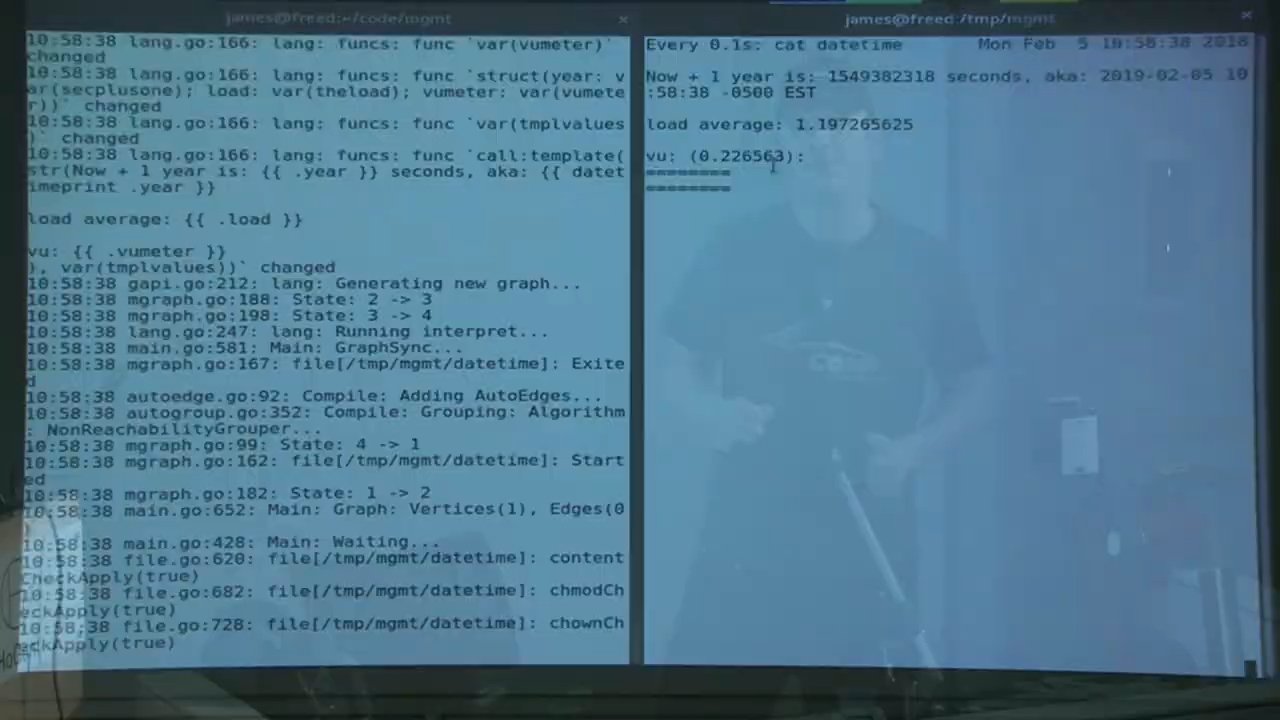 james@freed:~/code/mgmt
10:58:38 lang.go:166: lang: funcs: func `var(vumeter)`
changed
10:58:38 lang.go:166: lang: funcs: func `struct(year: v
ar(secplusone); load: var(theload); vumeter: var(vumete
r))` changed
10:58:38 lang.go:166: lang: funcs: func `var(tmplvalues
)` changed
10:58:38 lang.go:166: lang: funcs: func `call:template(
str(Now + 1 year is: {{ .year }} seconds, aka: {{ datet
imeprint .year }}
load average: {{ .load }}
vu: {{ .vumeter }}
), var(tmplvalues))` changed
10:58:38 gapi.go:212: lang: Generating new graph...
10:58:38 mgraph.go:188: State: 2 -> 3
10:58:38 mgraph.go:198: State: 3 -> 4
10:58:38 lang.go:247: lang: Running interpret...
10:58:38 main.go:581: Main: GraphSync...
10:58:38 mgraph.go:167: file[/tmp/mgmt/datetime]: Exite
d
10:58:38 autoedge.go:92: Compile: Adding AutoEdges...
10:58:38 autogroup.go:352: Compile: Grouping: Algorithm
: NonReachabilityGrouper...
10:58:38 mgraph.go:99: State: 4 -> 1
10:58:38 mgraph.go:162: file[/tmp/mgmt/datetime]: Start
ed
10:58:38 mgraph.go:182: State: 1 -> 2
10:58:38 main.go:652: Main: Graph: Vertices(1), Edges(0
)
10:58:38 main.go:428: Main: Waiting...
10:58:38 file.go:620: file[/tmp/mgmt/datetime]: content
CheckApply(true)
10:58:38 file.go:682: file[/tmp/mgmt/datetime]: chmodCh
eckApply(true)
10:58:38 file.go:728: file[/tmp/mgmt/datetime]: chownCh
eckApply(true)
james@freed:/tmp/mgmt
Every 0.1s: cat datetime Mon Feb 5 10:58:38 2018
Now + 1 year is: 1549382318 seconds, aka: 2019-02-05 10
:58:38 -0500 EST
load average: 1.197265625
vu: (0.226563):
========
========